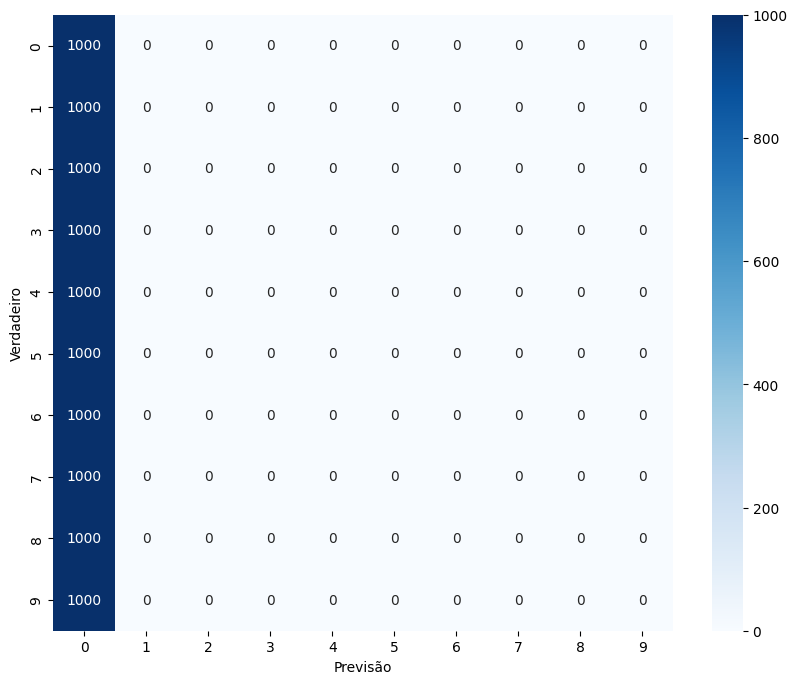 0 1000 0 0 0 0 0 0 0 0 0
1 1000 0 0 0 0 0 0 0 0 0
2 1000 0 0 0 0 0 0 0 0 0
3 1000 0 0 0 0 0 0 0 0 0
4 1000 0 0 0 0 0 0 0 0 0
5 1000 0 0 0 0 0 0 0 0 0
6 1000 0 0 0 0 0 0 0 0 0
7 1000 0 0 0 0 0 0 0 0 0
8 1000 0 0 0 0 0 0 0 0 0
9 1000 0 0 0 0 0 0 0 0 0
0 1 2 3 4 5 6 7 8 9
Previsão
Verdadeiro
1000
800
600
400
200
0